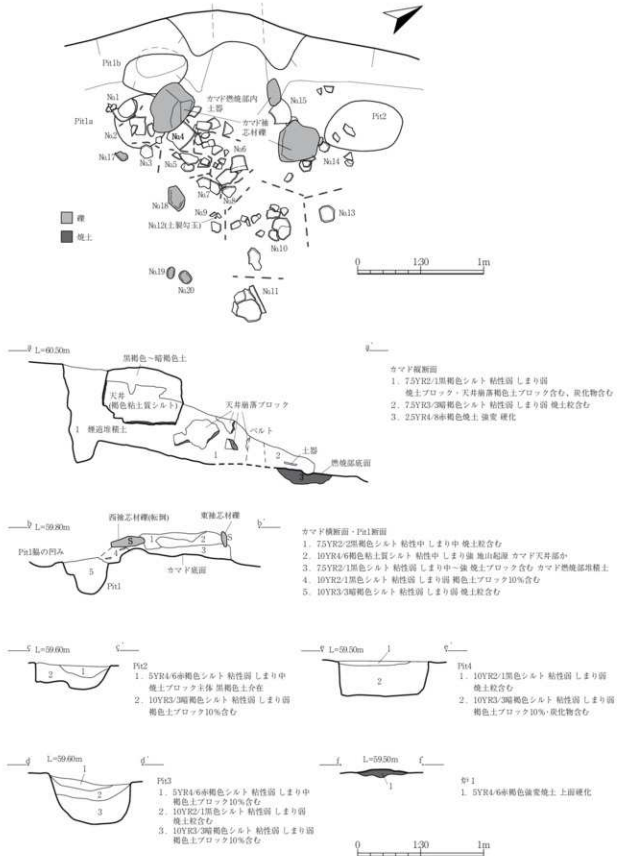 Pit1b
No1
カマド燃焼部内
土器
No15
Pit1a
カマド袖
芯材礫
Pit2
No2
No4
No17
No3
No5
No6
No14
No7
No8
No18
No9
No13
礫
No12(土製勾玉)
焼土
No10
No19
No20
No11
0 1:30 1m
L=60.50m
黒褐色～暗褐色土
カマド縦断面
天井
(褐色粘土質シルト)
天井崩落ブロック
1. 7.5YR2/1黒褐色シルト 粘性弱 しまり弱
焼土ブロック・天井崩落褐色土ブロック含む，炭化物含む
2. 7.5YR3/3暗褐色シルト 粘性弱 しまり弱 焼土粒含む
3. 2.5YR4/8赤褐色焼土 強変 硬化
ベルト
1 煙道堆積土
1
2
土器
燃焼部底面
3
b L=59.80m b'
西袖芯材礫(転倒)
東袖芯材礫
カマド横断面・Pit1断面
Pit1脇の凹み
S
1
2
S
3
4
5
カマド底面
Pit1
1. 7.5YR2/2黒褐色シルト 粘性中 しまり中 焼土粒含む
2. 10YR4/6褐色粘土質シルト 粘性中 しまり強 地山起源 カマド天井部か
3. 7.5YR2/1黒色シルト 粘性弱 しまり中～強 焼土ブロック含む カマド燃焼部堆積土
4. 10YR2/1黒色シルト 粘性弱 しまり弱 褐色土ブロック10%含む
5. 10YR3/3暗褐色シルト 粘性弱 しまり弱 焼土粒含む
L=59.60m
1
2
Pit2
1. 5YR4/6赤褐色シルト 粘性弱 しまり中
焼土ブロック主体 黒褐色土介在
2. 10YR3/3暗褐色シルト 粘性弱 しまり弱
褐色土ブロック10%含む
L=59.50m
1
2
Pit4
1. 10YR2/1黒色シルト 粘性弱 しまり弱
焼土粒含む
2. 10YR3/3暗褐色シルト 粘性弱 しまり弱
褐色土ブロック10%・炭化物含む
d L=59.60m d'
1
2
3
Pit3
1. 5YR4/6赤褐色シルト 粘性弱 しまり中
褐色土ブロック10%含む
2. 10YR2/1黒色シルト 粘性弱 しまり弱
焼土粒含む
3. 10YR3/3暗褐色シルト 粘性弱 しまり弱
褐色土ブロック10%含む
f L=59.50m f'
1
炉1
1. 5YR4/6赤褐色強変焼土 上面硬化
0 1:30 1m